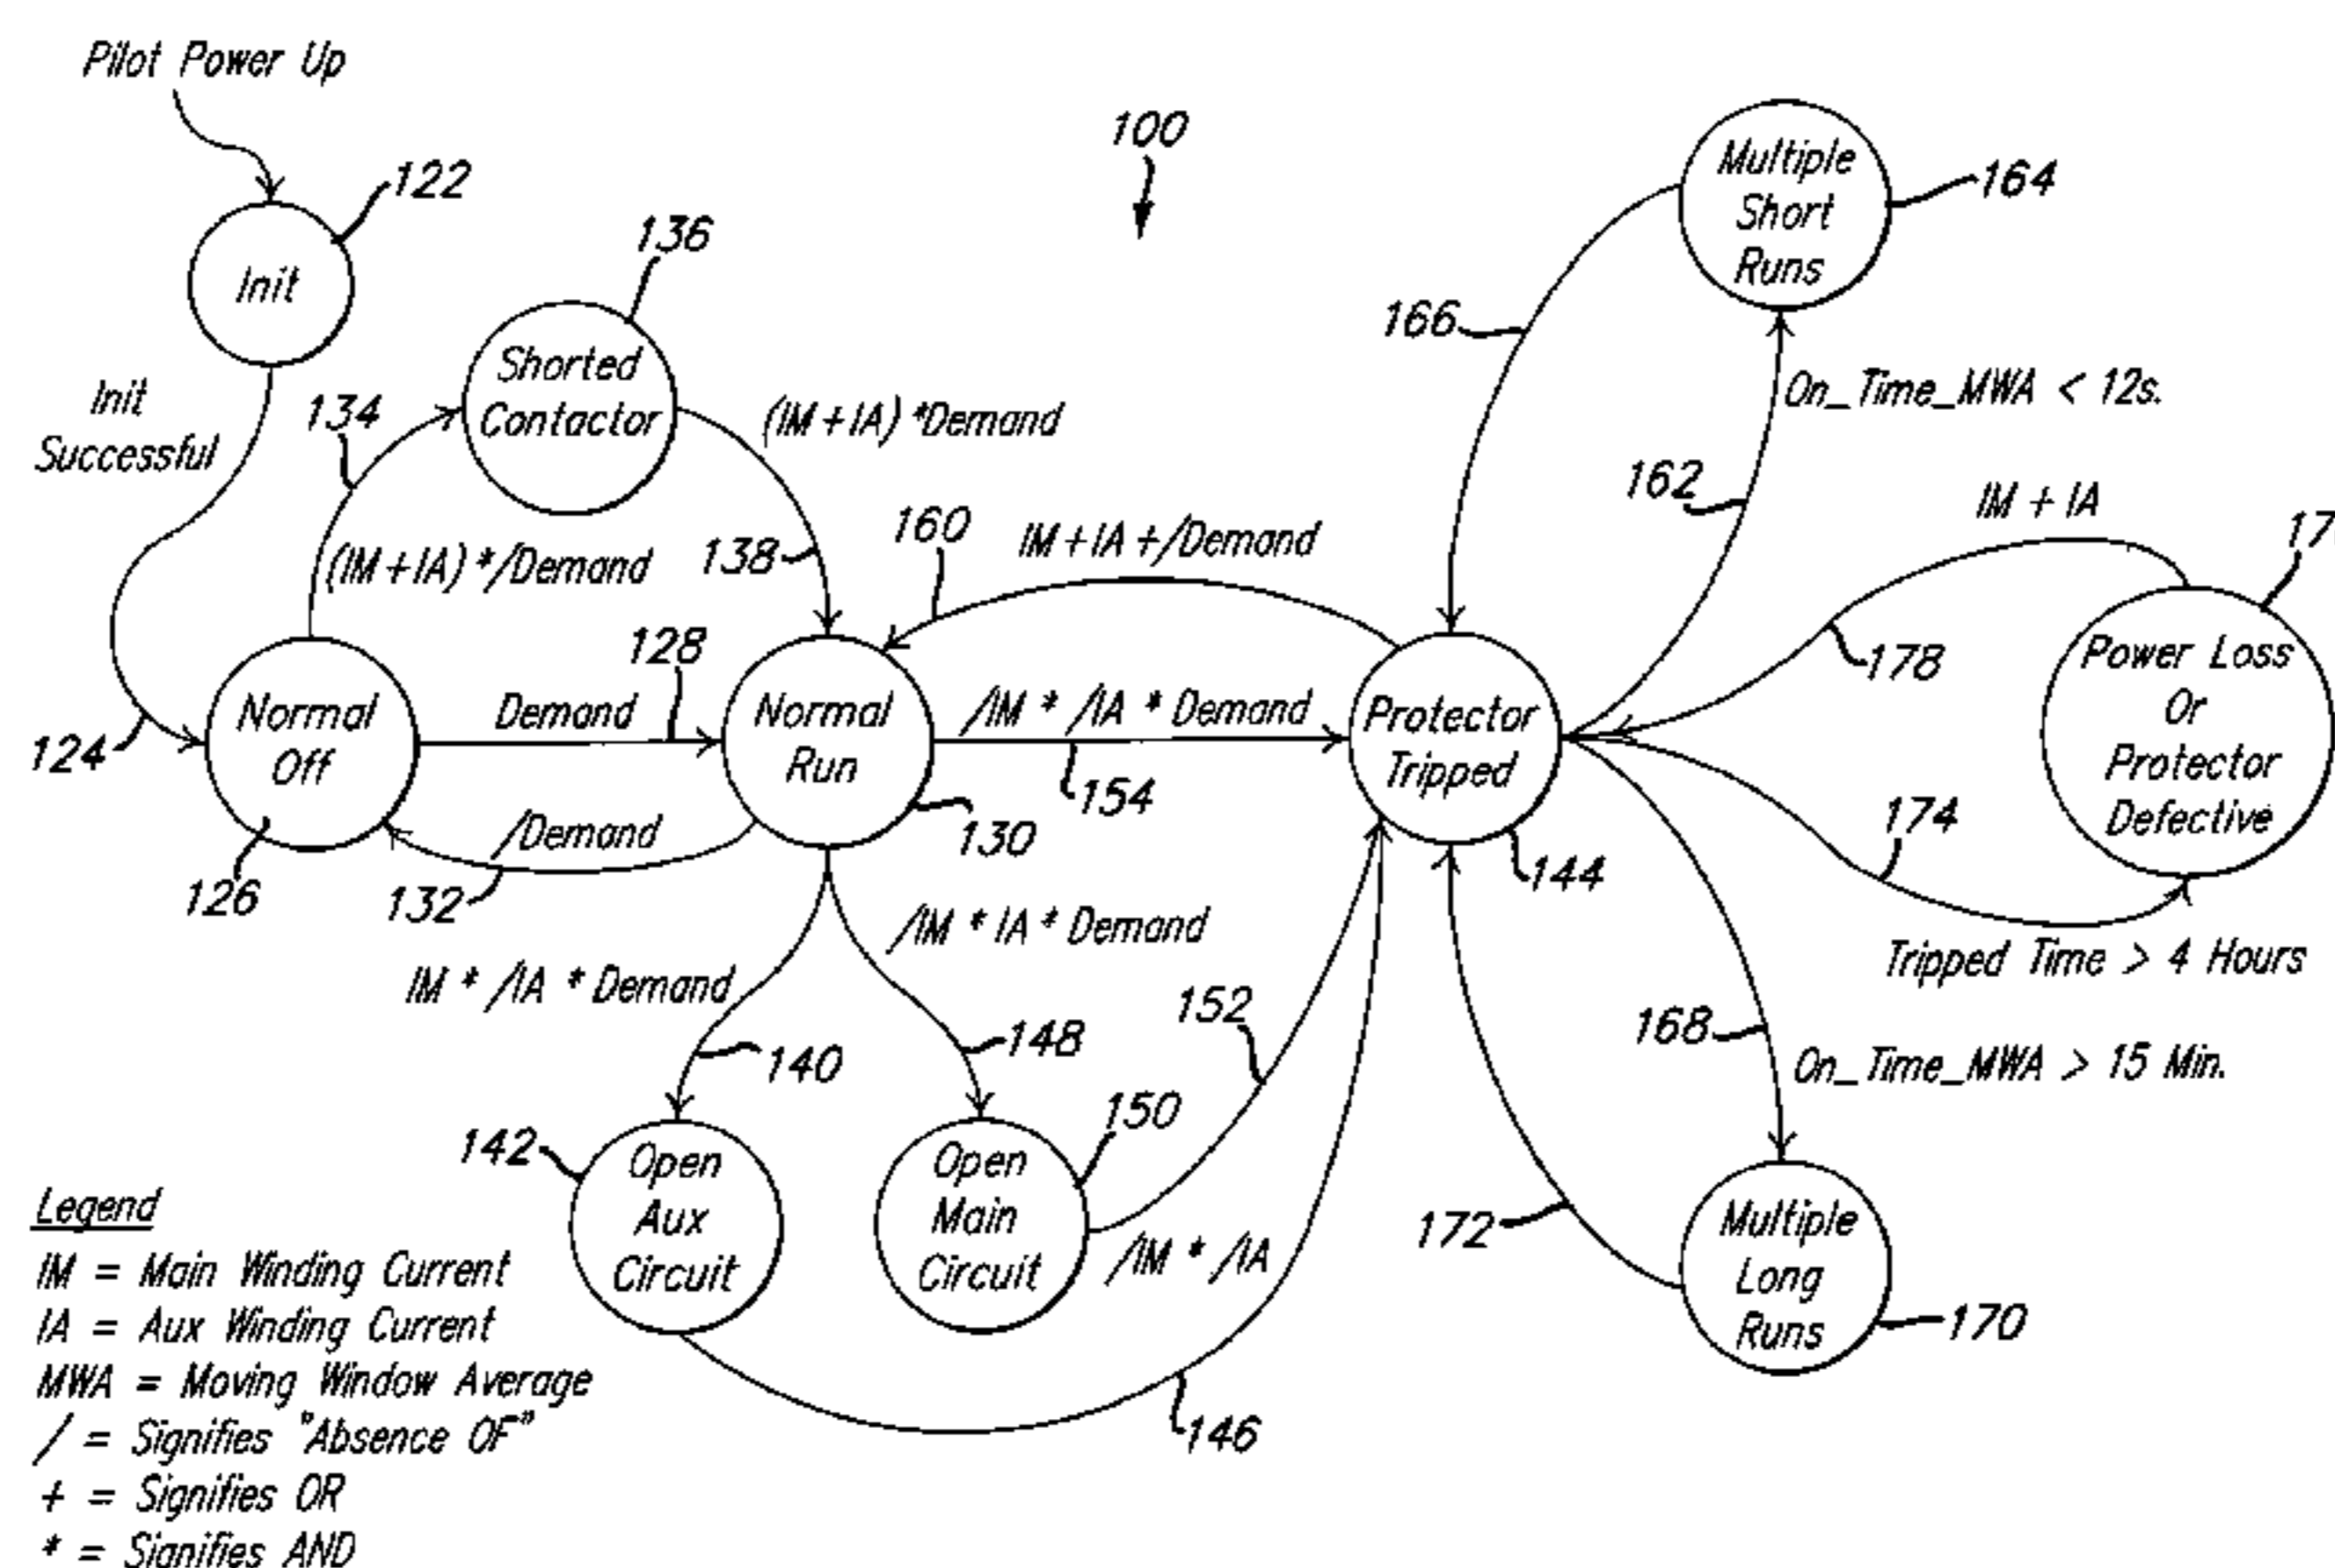 Pilot Power Up
100
122
Init
136
Shorted
Contactor
Multiple
Short
Runs
164
166
Init
Successful
134
(IM+IA) *Demand
On_Time_MWA < 12s.
162
IM + IA
160
IM+IA+/Demand
(IM+IA) */Demand
138
178
Power Loss
Or
Protector
Defective
124
Normal
Off
126
Demand
128
Normal
Run
130
/IM * /IA * Demand
154
Protector
Tripped
144
/Demand
132
174
Tripped Time > 4 Hours
IM * /IA * Demand
/IM * IA * Demand
140
148
152
168
On_Time_MWA > 15 Min.
142
Open
Aux
Circuit
150
Open
Main
Circuit
/IM * /IA
146
172
Multiple
Long
Runs
170
Legend
IM = Main Winding Current
IA = Aux Winding Current
MWA = Moving Window Average
/ = Signifies "Absence OF"
+ = Signifies OR
* = Signifies AND